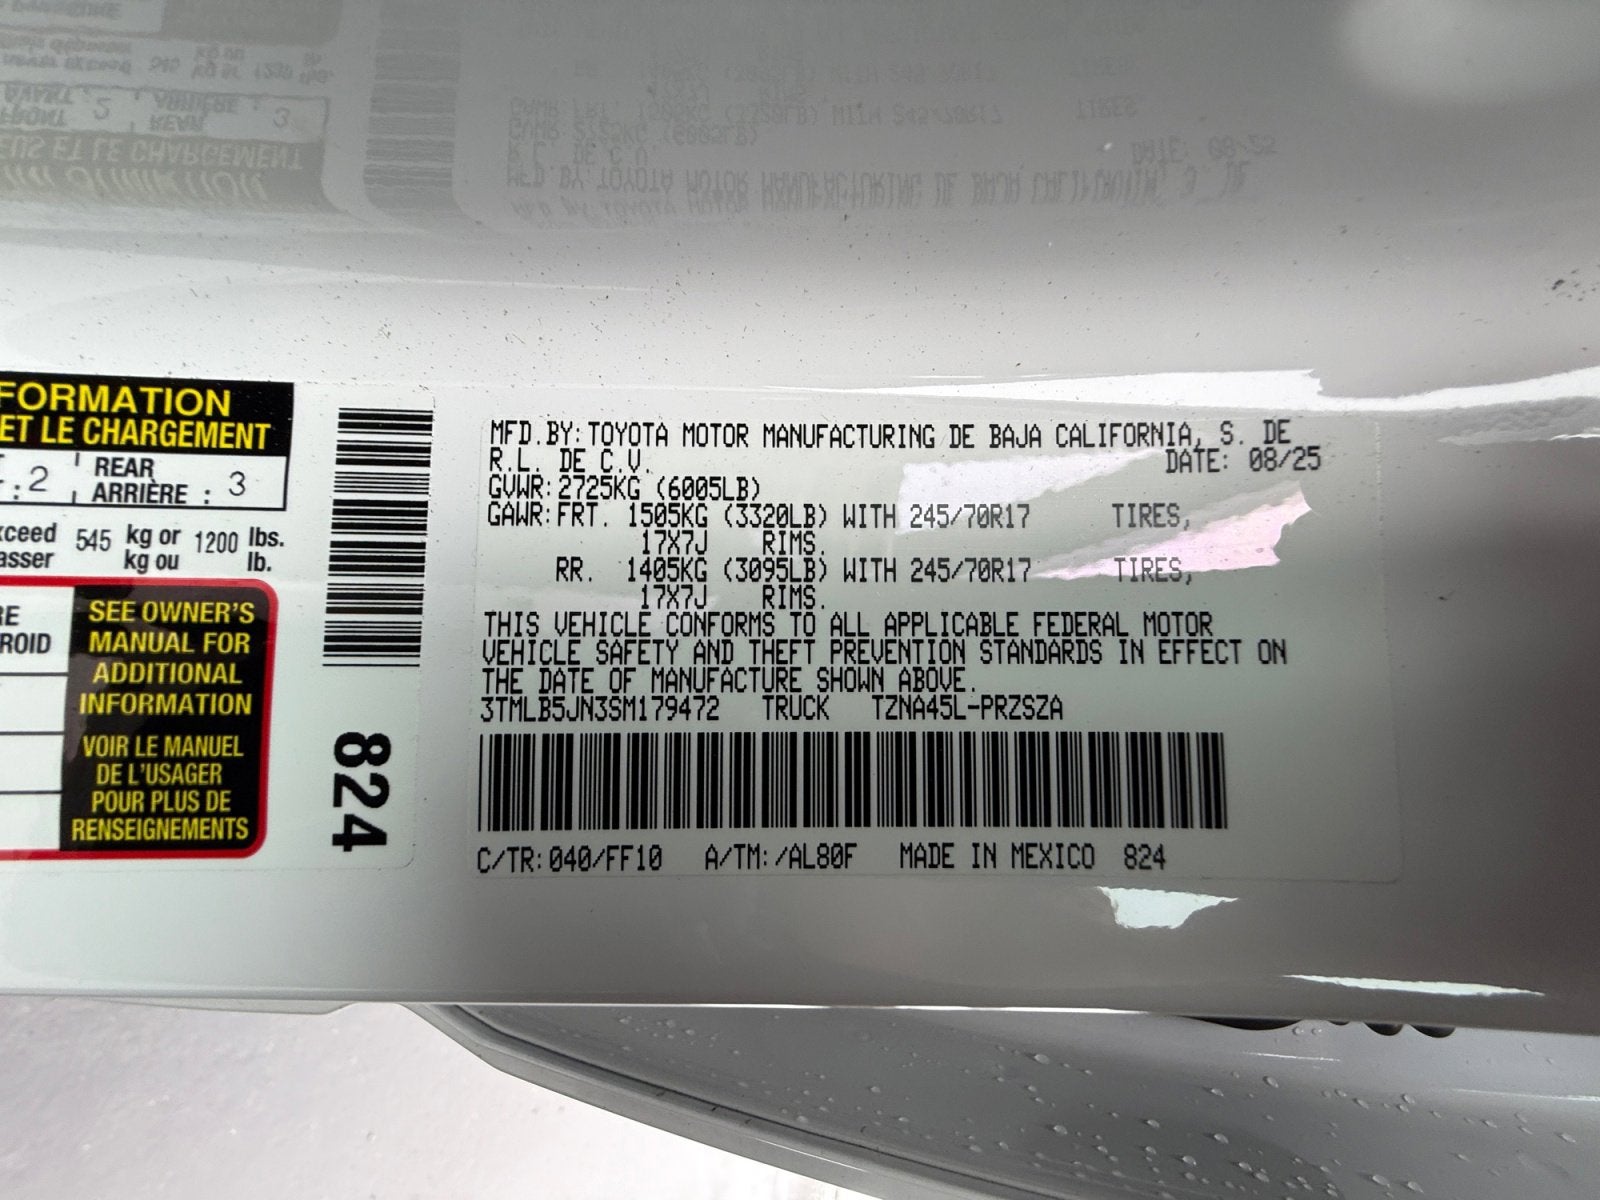 FORMATION
ET LE CHARGEMENT
: 2 REAR ARRIÈRE : 3
xceed 545 kg or 1200 lbs.
asser kg ou lb.
RE
ROID
SEE OWNER'S
MANUAL FOR
ADDITIONAL
INFORMATION
VOIR LE MANUEL
DE L'USAGER
POUR PLUS DE
RENSEIGNEMENTS
824
MFD.BY:TOYOTA MOTOR MANUFACTURING DE BAJA CALIFORNIA, S. DE
R.L. DE C.V. DATE: 08/25
GVWR:2725KG (6005LB)
GAWR:FRT. 1505KG (3320LB) WITH 245/70R17 TIRES,
17X7J RIMS.
RR. 1405KG (3095LB) WITH 245/70R17 TIRES,
17X7J RIMS.
THIS VEHICLE CONFORMS TO ALL APPLICABLE FEDERAL MOTOR
VEHICLE SAFETY AND THEFT PREVENTION STANDARDS IN EFFECT ON
THE DATE OF MANUFACTURE SHOWN ABOVE.
3TMLB5JN3SM179472 TRUCK TZNA45L-PRZSZA
C/TR:040/FF10 A/TM:/AL80F MADE IN MEXICO 824